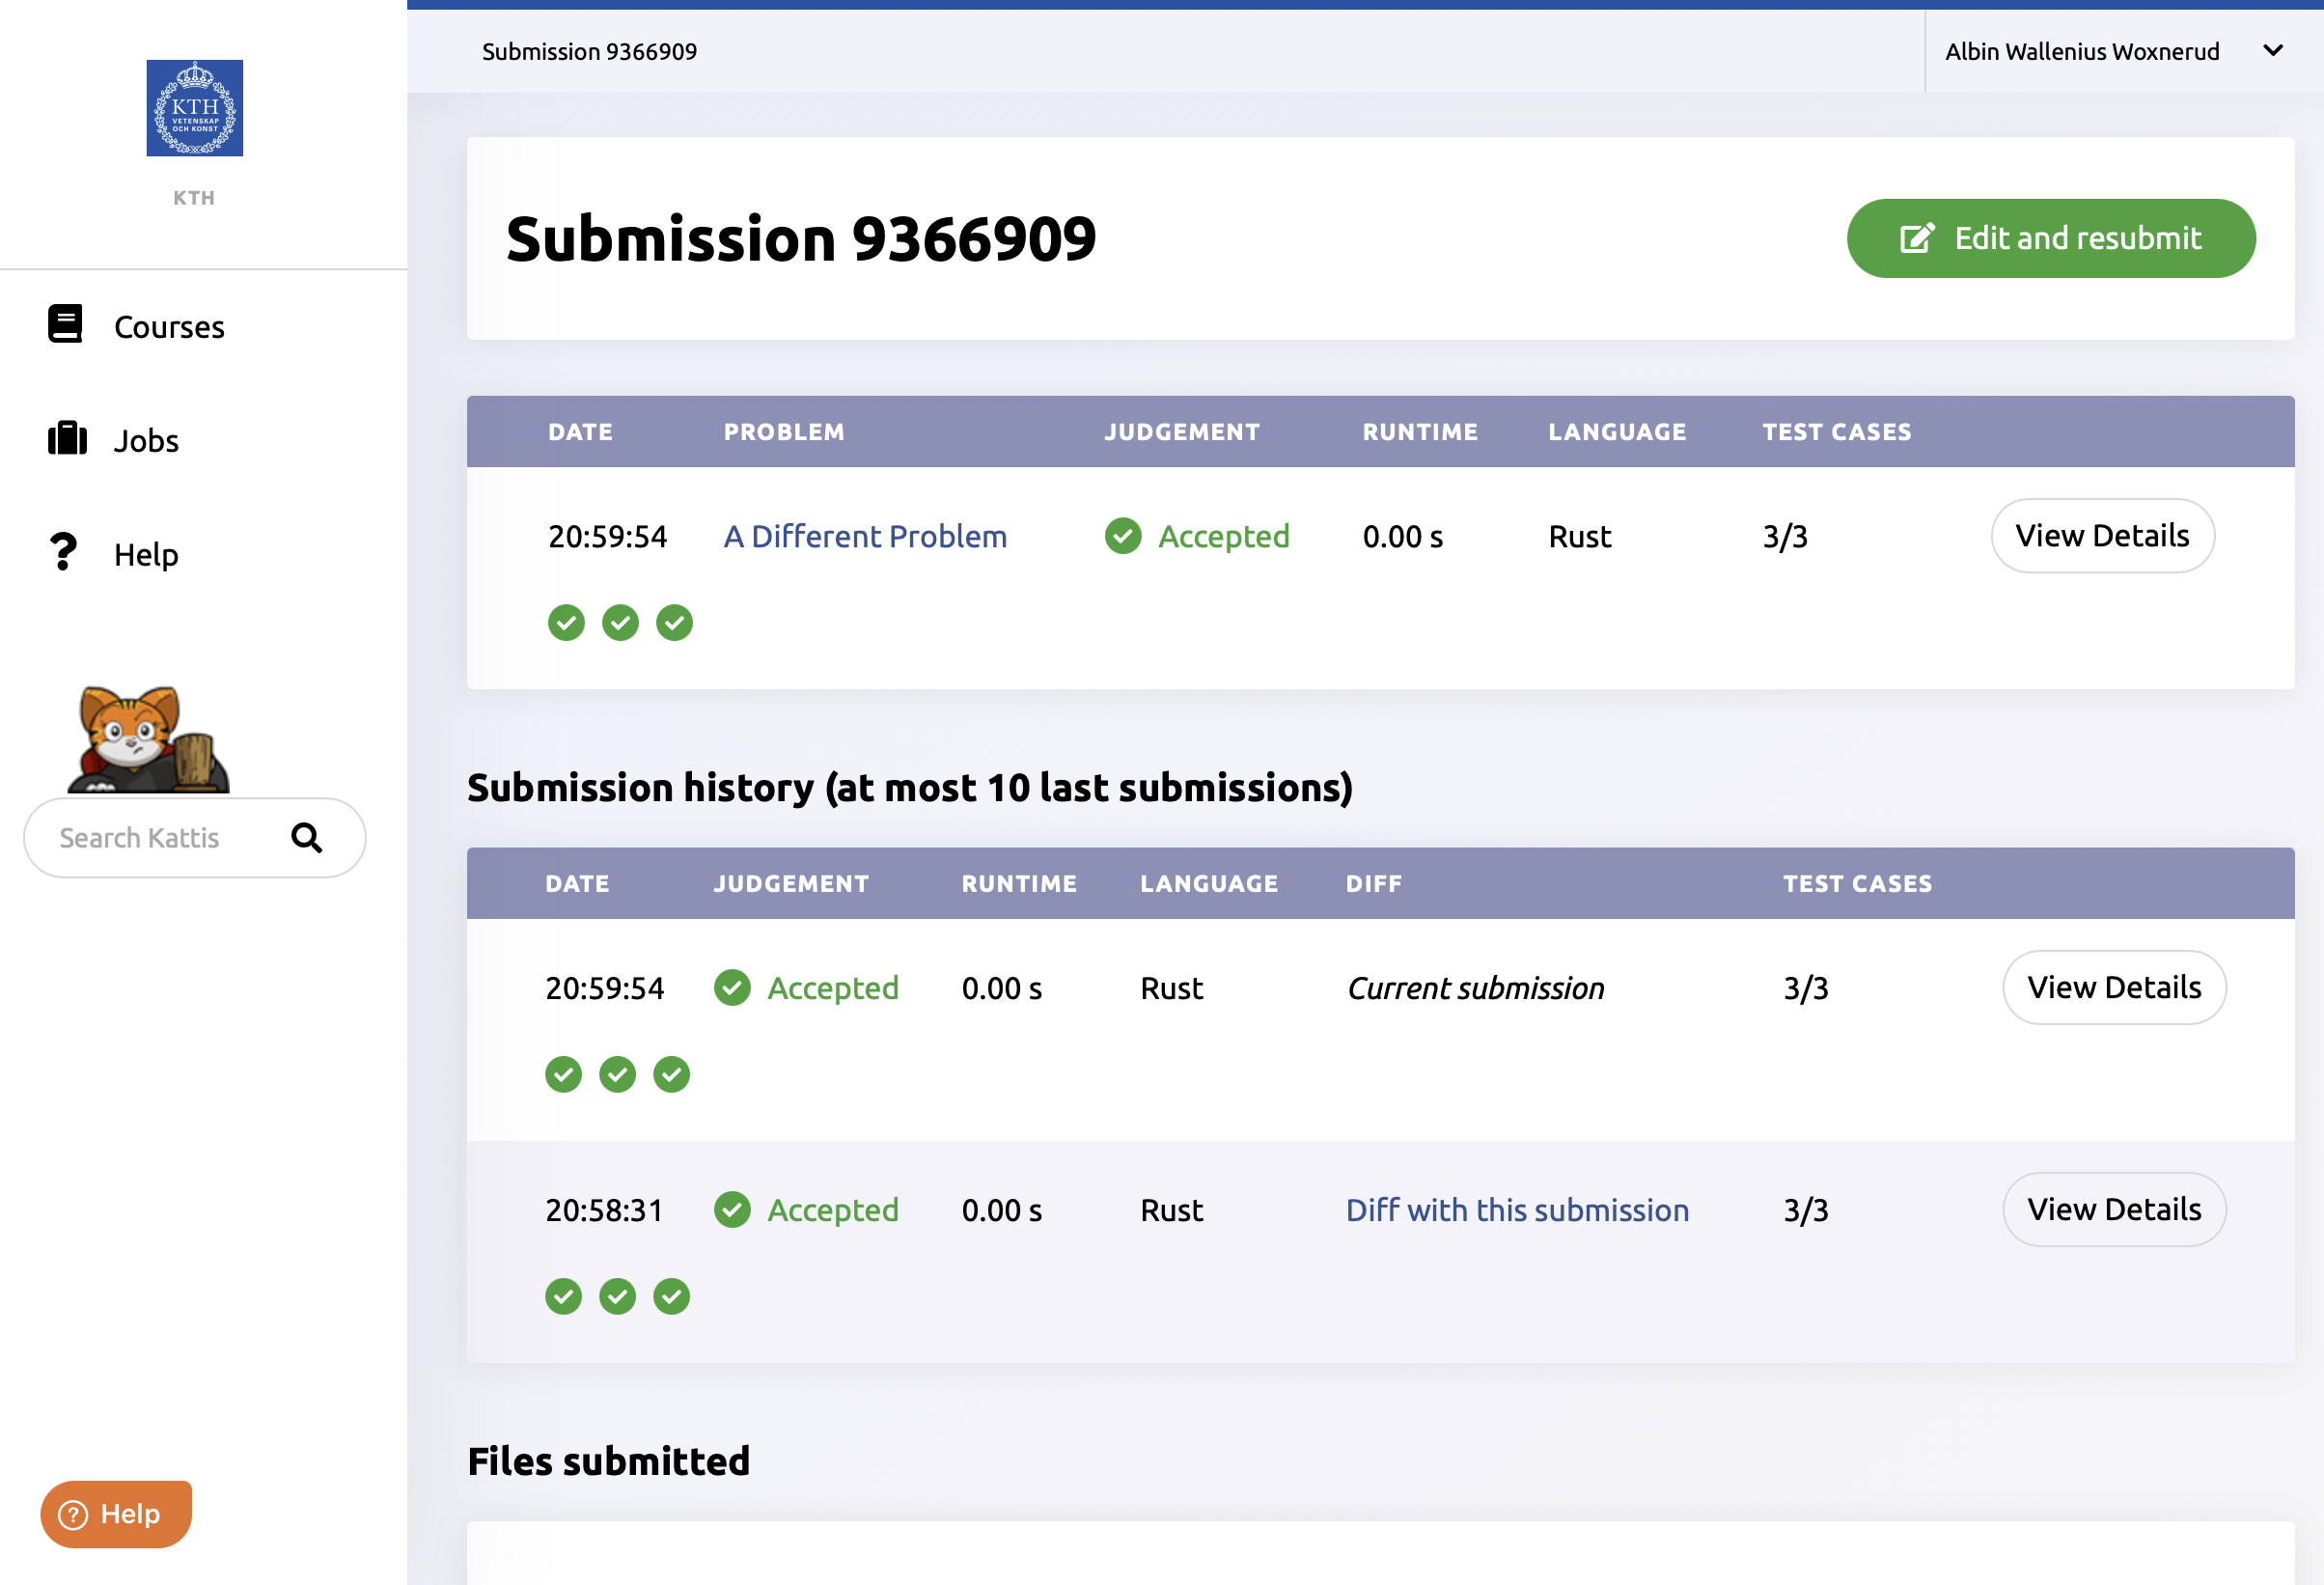 KTH
VETENSKAP
OCH KONST
KTH
Courses
Jobs
Help
Search Kattis
Help
Submission 9366909
Albin Wallenius Woxnerud
Submission 9366909
Edit and resubmit
DATE PROBLEM JUDGEMENT RUNTIME LANGUAGE TEST CASES
20:59:54 A Different Problem Accepted 0.00 s Rust 3/3 View Details
Submission history (at most 10 last submissions)
DATE JUDGEMENT RUNTIME LANGUAGE DIFF TEST CASES
20:59:54 Accepted 0.00 s Rust Current submission 3/3 View Details
20:58:31 Accepted 0.00 s Rust Diff with this submission 3/3 View Details
Files submitted